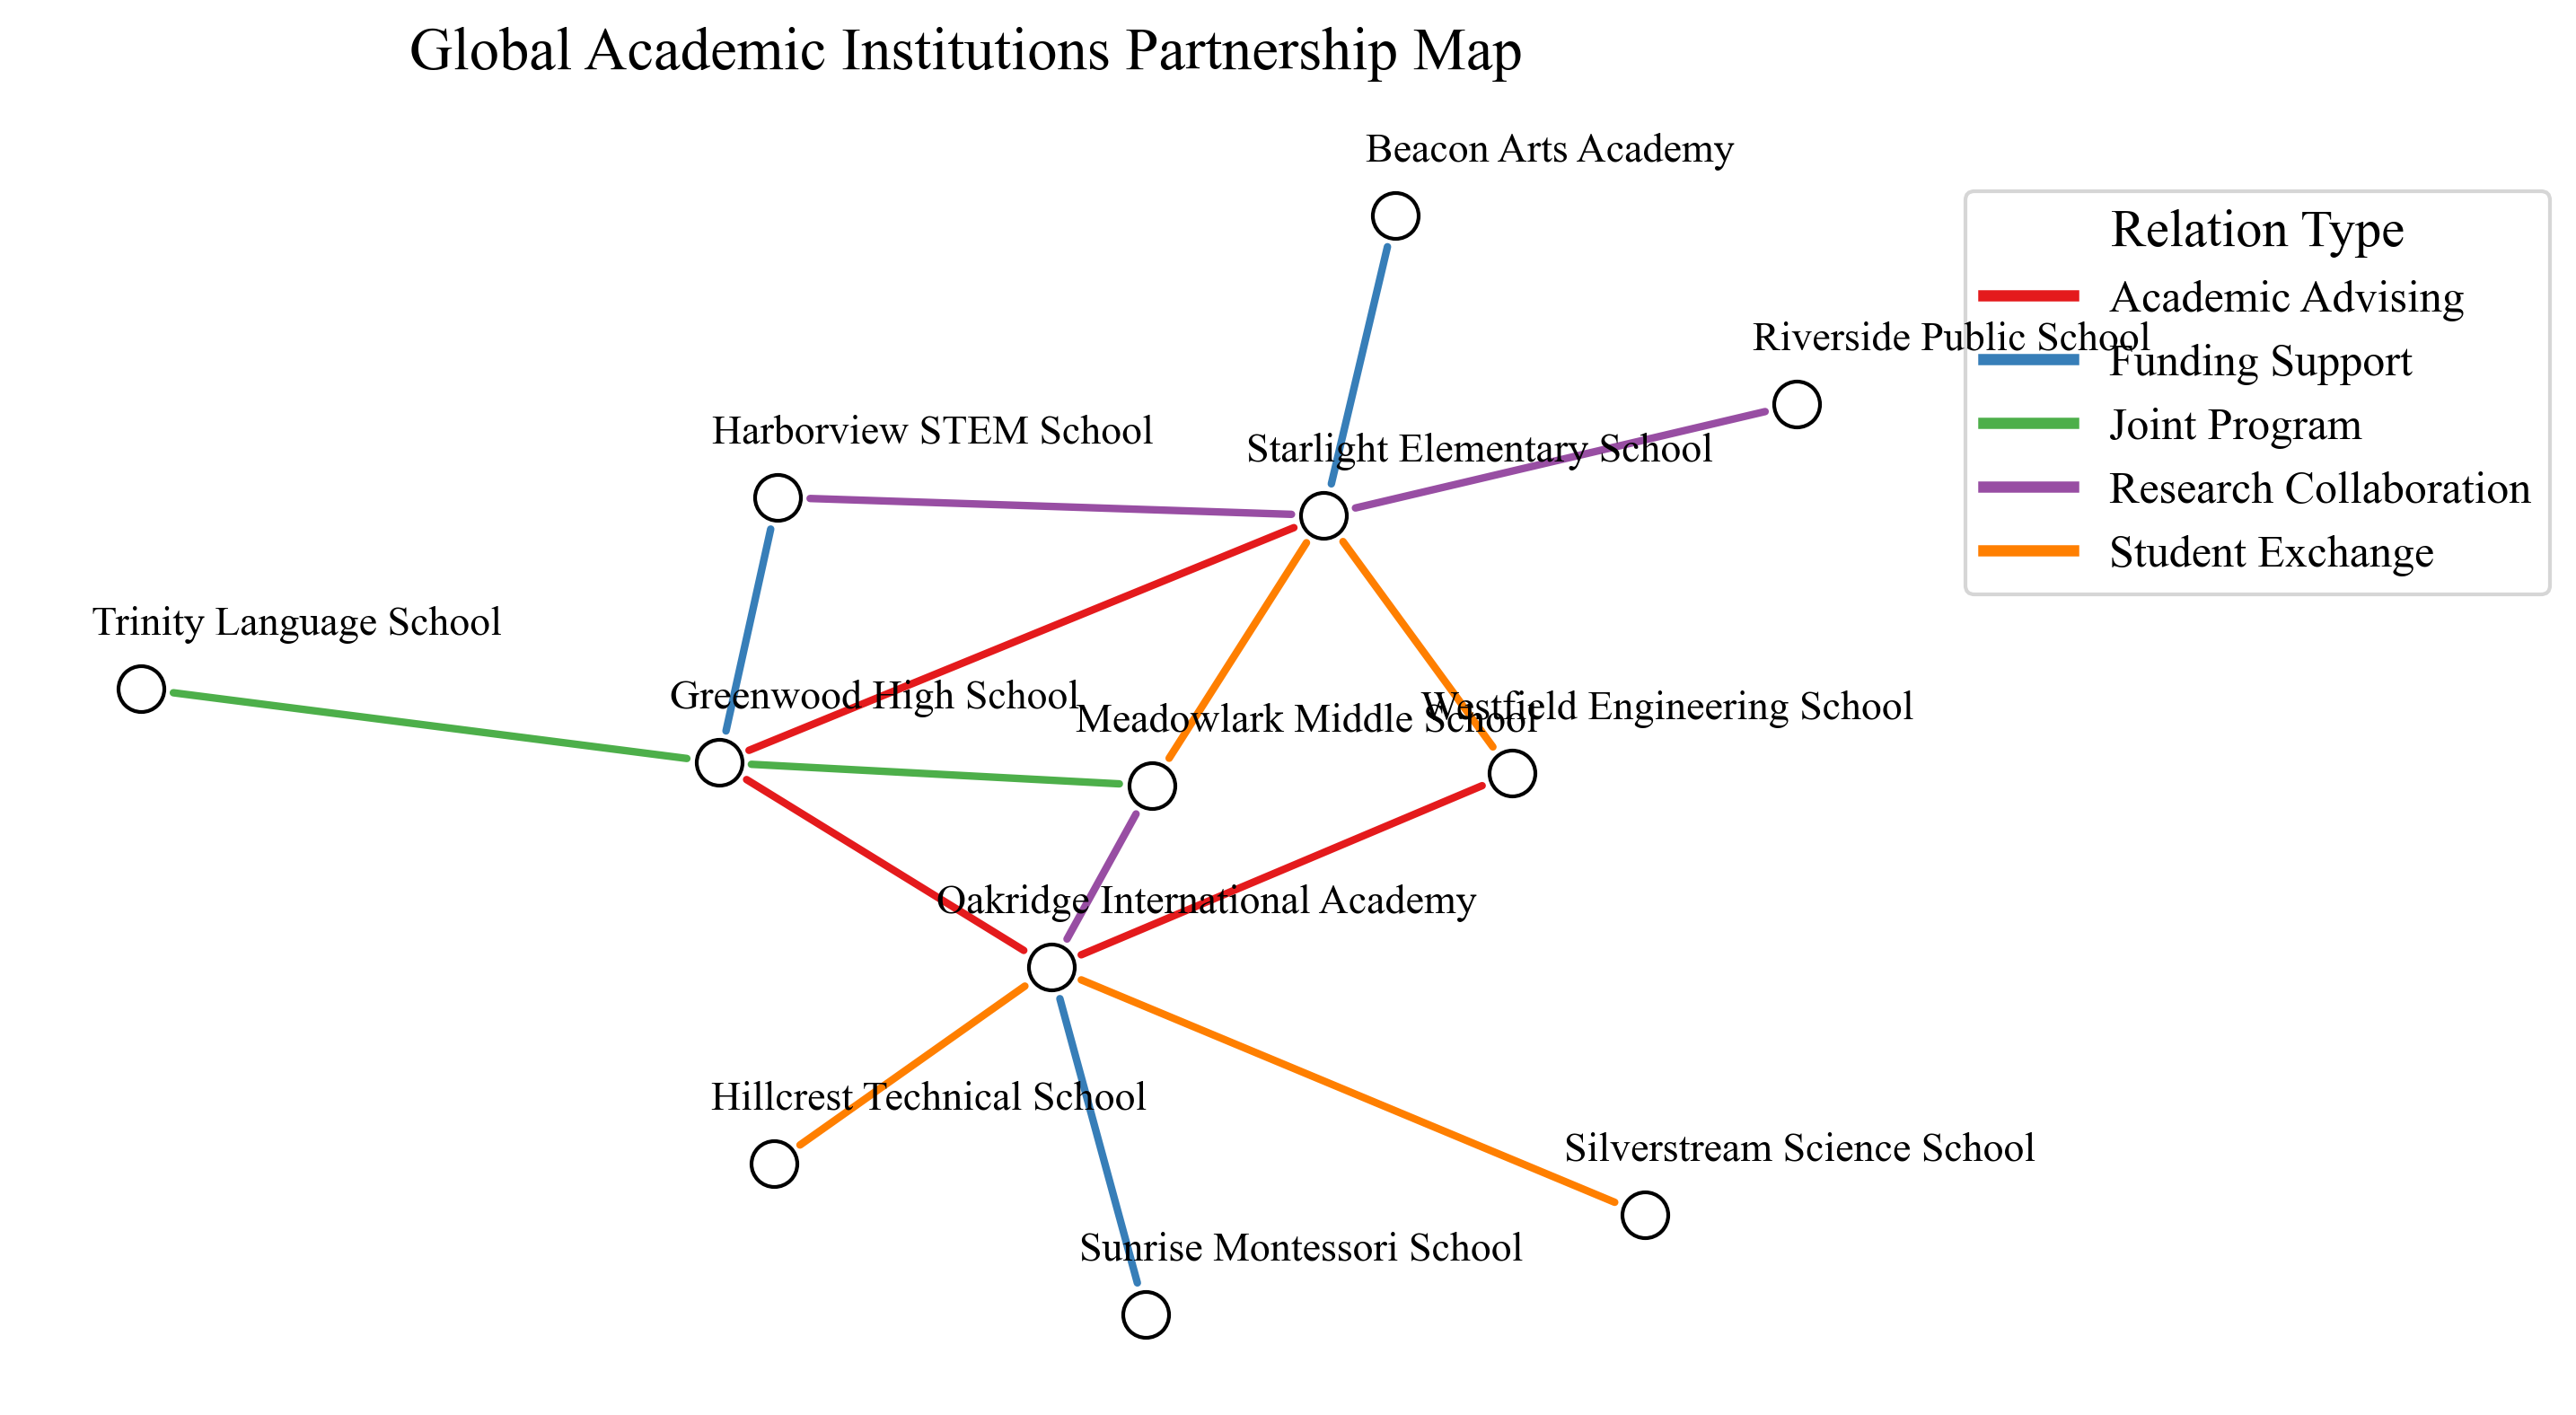 Global Academic Institutions Partnership Map
Beacon Arts Academy
Relation Type
Academic Advising
Funding Support
Joint Program
Research Collaboration
Student Exchange
Riverside Public School
Harborview STEM School
Starlight Elementary School
Trinity Language School
Greenwood High School
Meadowlark Middle School
Westfield Engineering School
Oakridge International Academy
Hillcrest Technical School
Silverstream Science School
Sunrise Montessori School